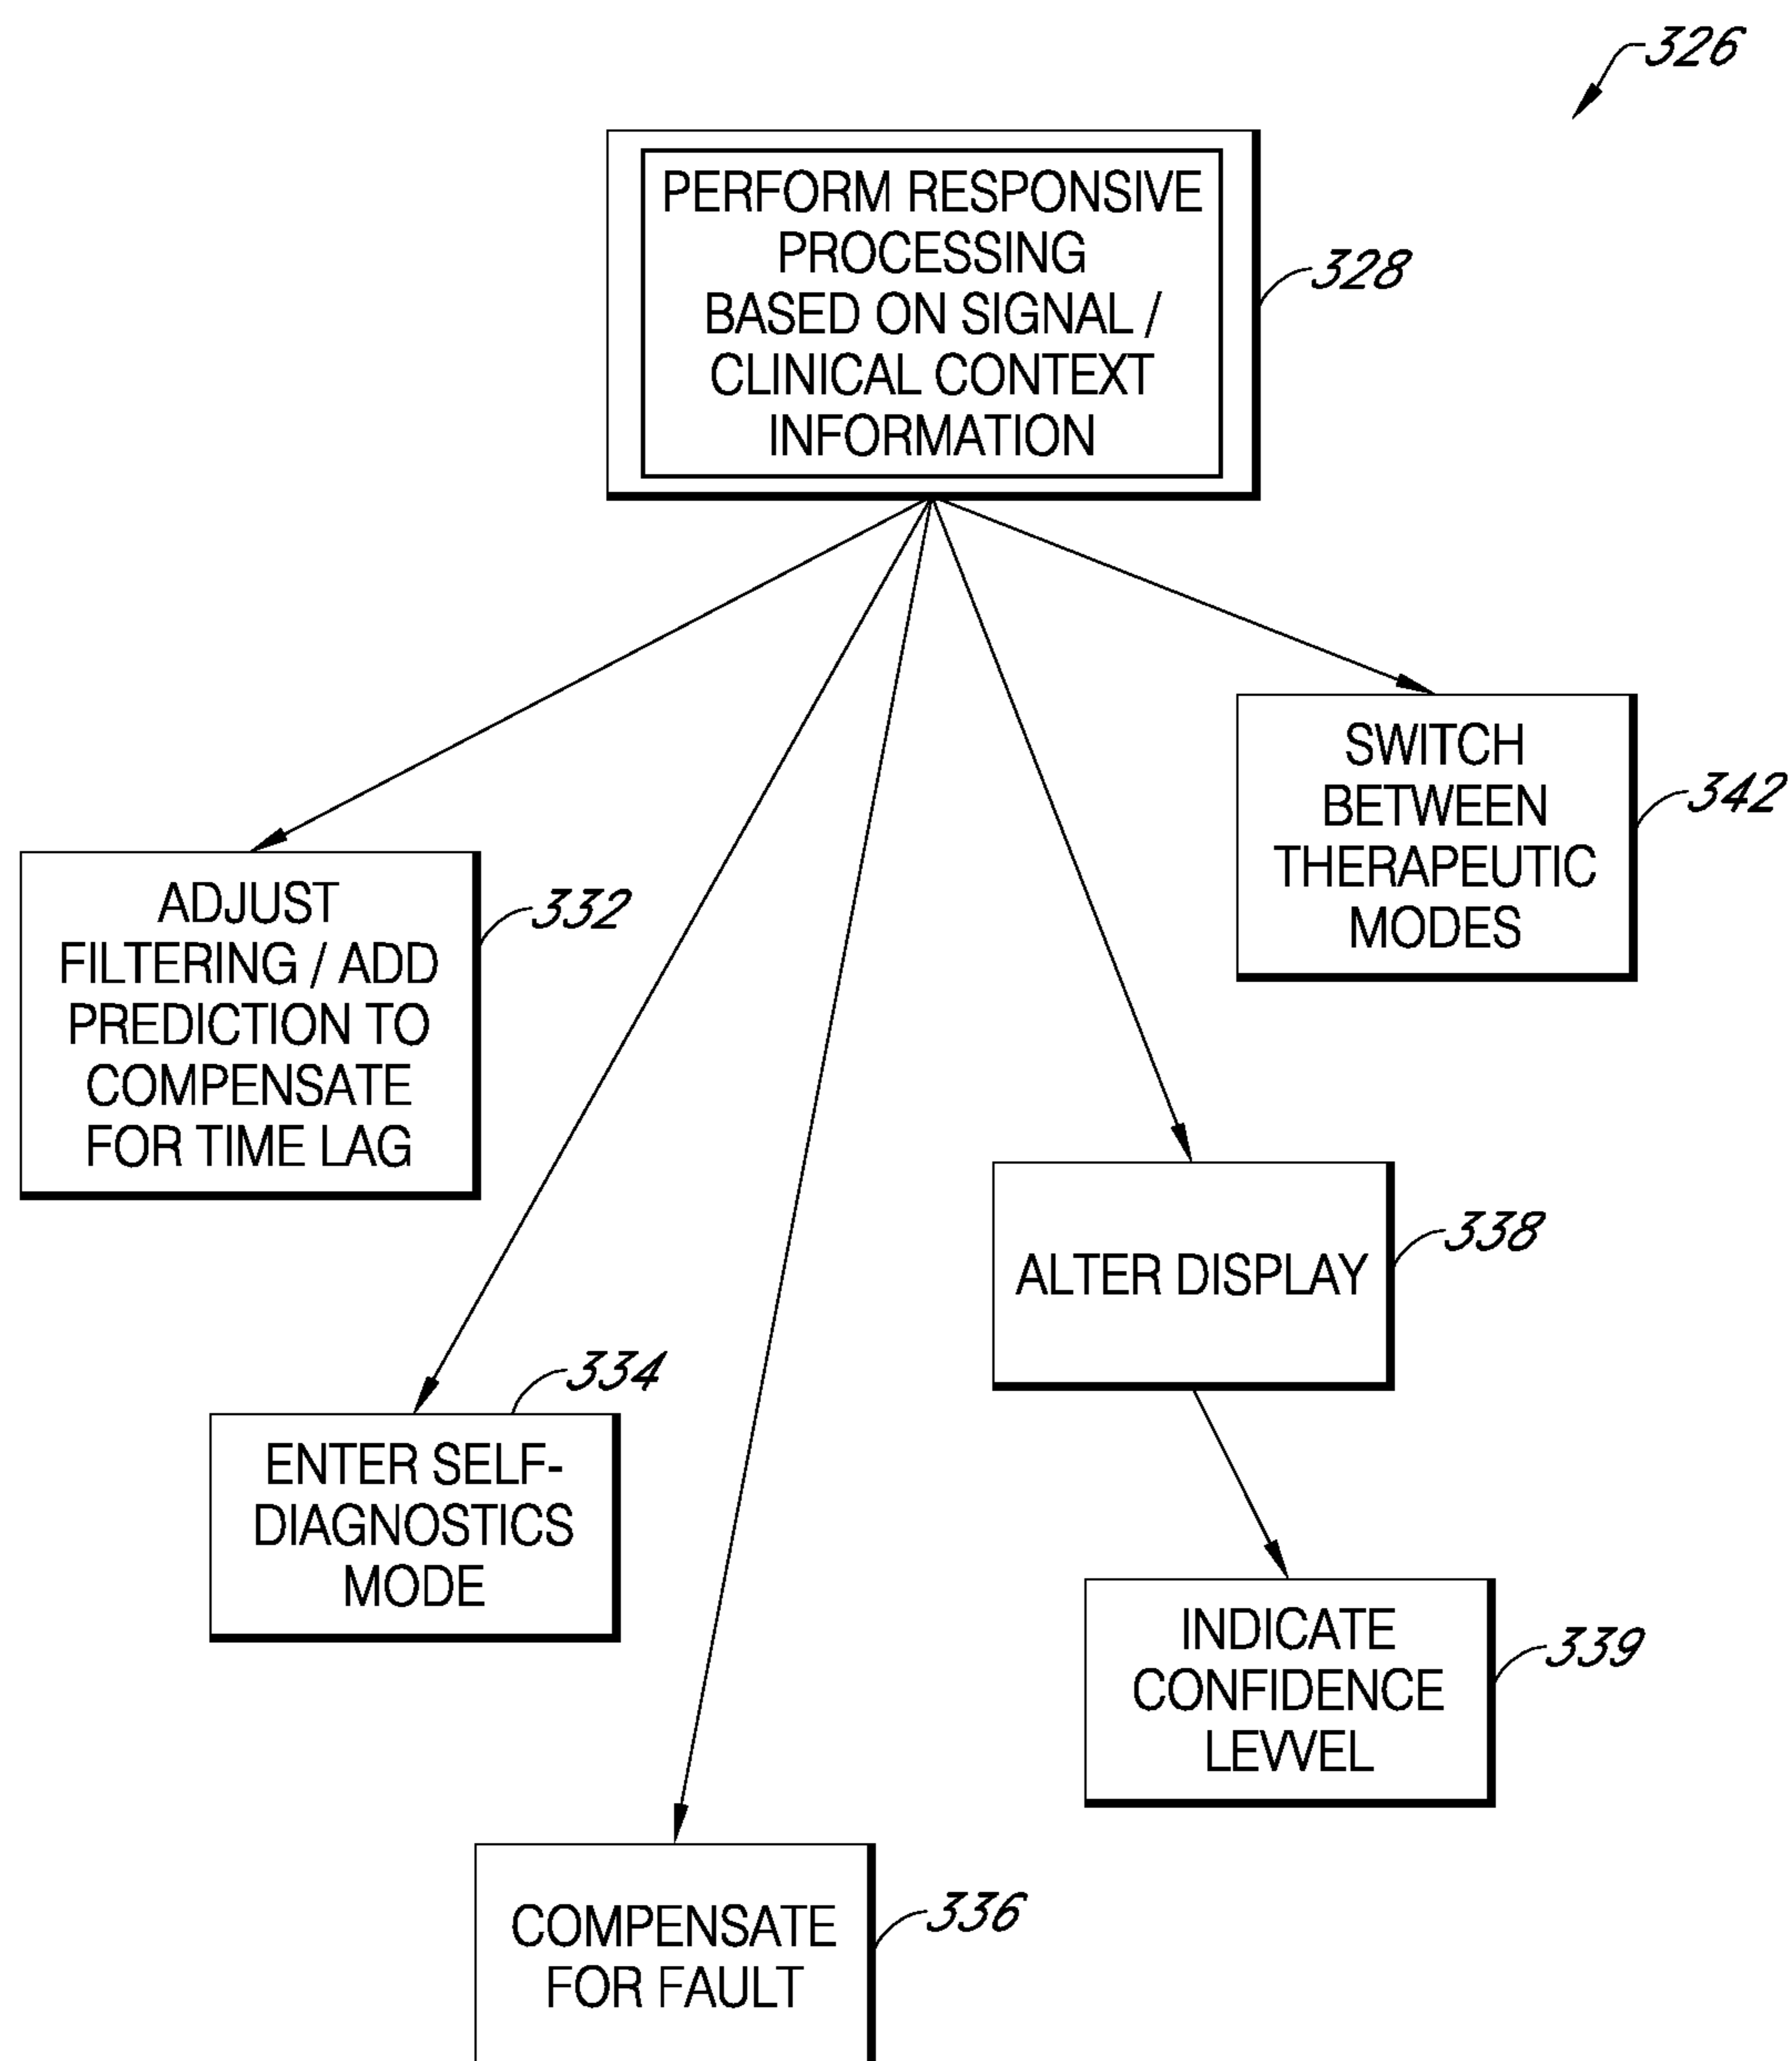 326
PERFORM RESPONSIVE
PROCESSING
BASED ON SIGNAL /
CLINICAL CONTEXT
INFORMATION
328
SWITCH
BETWEEN
THERAPEUTIC
MODES
342
ADJUST
FILTERING / ADD
PREDICTION TO
COMPENSATE
FOR TIME LAG
332
ALTER DISPLAY
338
334
ENTER SELF-
DIAGNOSTICS
MODE
INDICATE
CONFIDENCE
LEVVEL
339
COMPENSATE
FOR FAULT
336